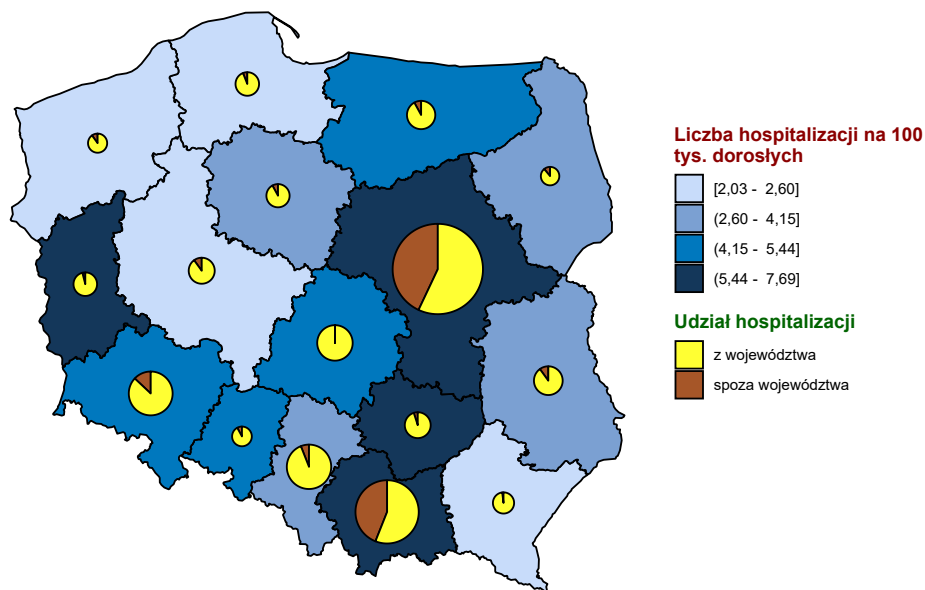 Liczba hospitalizacji na 100
tys. dorosłych
[2,03 - 2,60]
(2,60 - 4,15]
(4,15 - 5,44]
(5,44 - 7,69]
Udział hospitalizacji
z województwa
spoza województwa